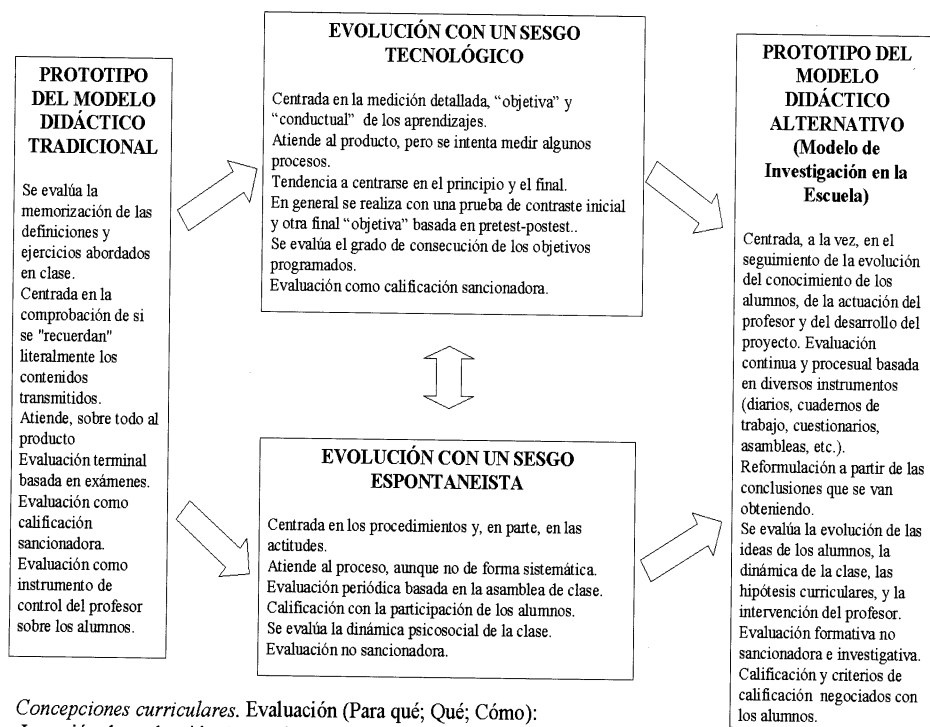 PROTOTIPO
DEL MODELO
DIDÁCTICO
TRADICIONAL
Se evalúa la
memorización de las
definiciones y
ejercicios abordados
en clase.
Centrada en la
comprobación de si
se "recuerdan"
literalmente los
contenidos
transmitidos.
Atiende, sobre todo al
producto
Evaluación terminal
basada en exámenes.
Evaluación como
calificación
sancionadora.
Evaluación como
instrumento de
control del profesor
sobre los alumnos.
EVOLUCIÓN CON UN SESGO
TECNOLÓGICO
Centrada en la medición detallada, “objetiva” y
“conductual” de los aprendizajes.
Atiende al producto, pero se intenta medir algunos
procesos.
Tendencia a centrarse en el principio y el final.
En general se realiza con una prueba de contraste inicial
y otra final “objetiva” basada en pretest-postest..
Se evalúa el grado de consecución de los objetivos
programados.
Evaluación como calificación sancionadora.
EVOLUCIÓN CON UN SESGO
ESPONTANEISTA
Centrada en los procedimientos y, en parte, en las
actitudes.
Atiende al proceso, aunque no de forma sistemática.
Evaluación periódica basada en la asamblea de clase.
Calificación con la participación de los alumnos.
Se evalúa la dinámica psicosocial de la clase.
Evaluación no sancionadora.
PROTOTIPO DEL
MODELO
DIDÁCTICO
ALTERNATIVO
(Modelo de
Investigación en la
Escuela)
Centrada, a la vez, en el
seguimiento de la evolución
del conocimiento de los
alumnos, de la actuación del
profesor y del desarrollo del
proyecto. Evaluación
continua y procesual basada
en diversos instrumentos
(diarios, cuadernos de
trabajo, cuestionarios,
asambleas, etc.).
Reformulación a partir de las
conclusiones que se van
obteniendo.
Se evalúa la evolución de las
ideas de los alumnos, la
dinámica de la clase, las
hipótesis curriculares, y la
intervención del profesor.
Evaluación formativa no
sancionadora e investigativa.
Calificación y criterios de
calificación negociados con
los alumnos.
Concepciones curriculares. Evaluación (Para qué; Qué; Cómo):